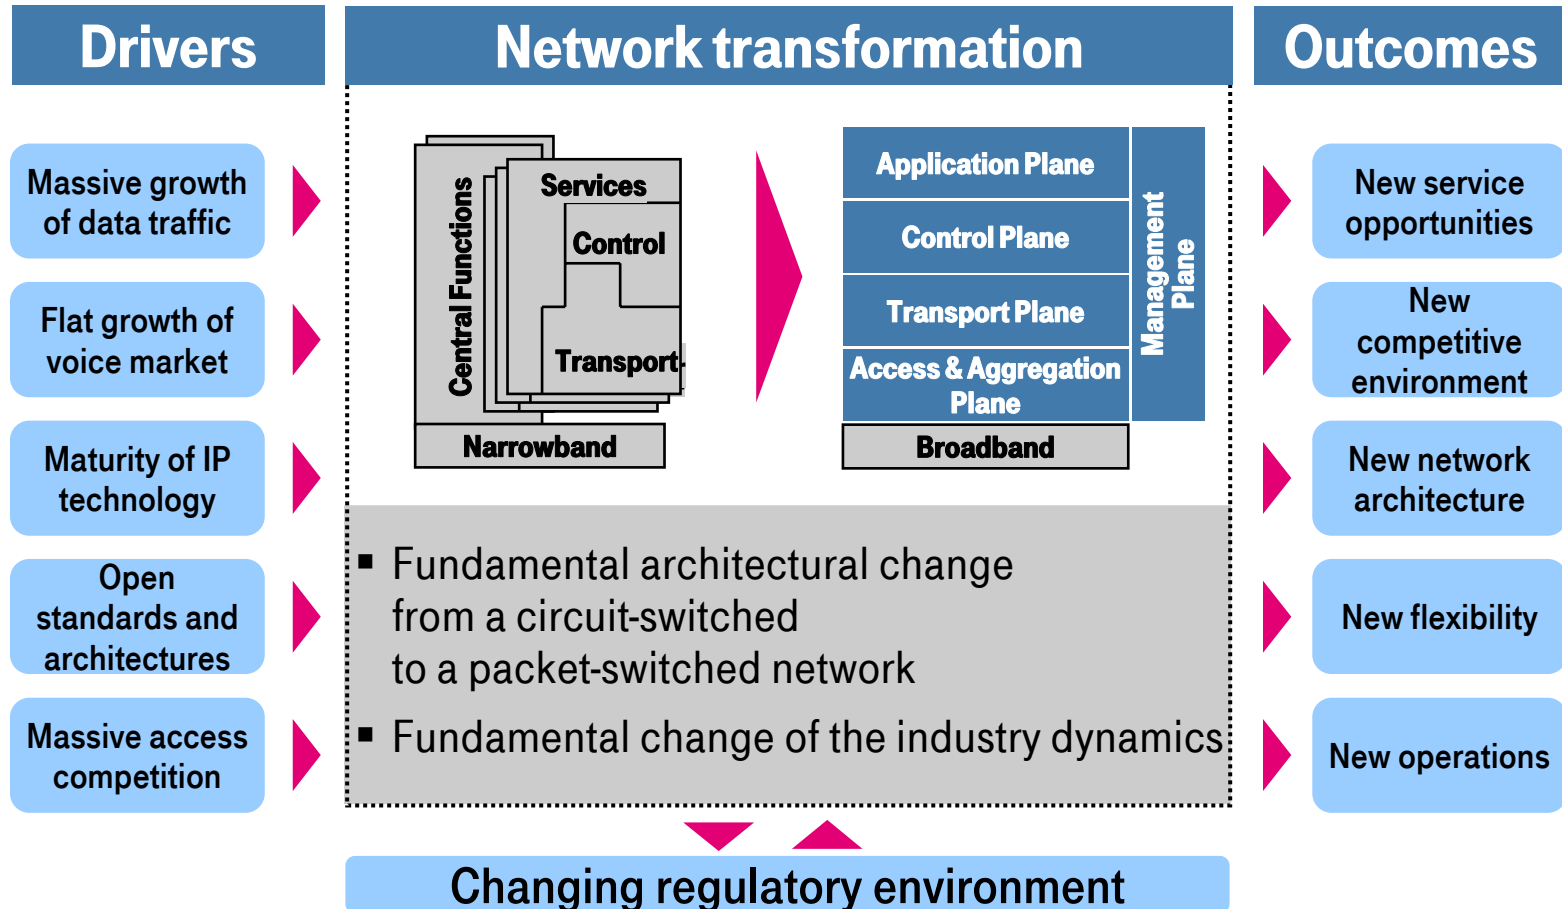 Drivers
Massive growth
of data traffic
Flat growth of
voice market
Maturity of IP
technology
Open
standards and
architectures
Massive access
competition
Network transformation
Central Functions
Services
Control
Transport
Narrowband
Application Plane
Control Plane
Transport Plane
Access & Aggregation
Plane
Management
Plane
Broadband
▪ Fundamental architectural change
from a circuit-switched
to a packet-switched network
▪ Fundamental change of the industry dynamics
Outcomes
New service
opportunities
New
competitive
environment
New network
architecture
New flexibility
New operations
Changing regulatory environment